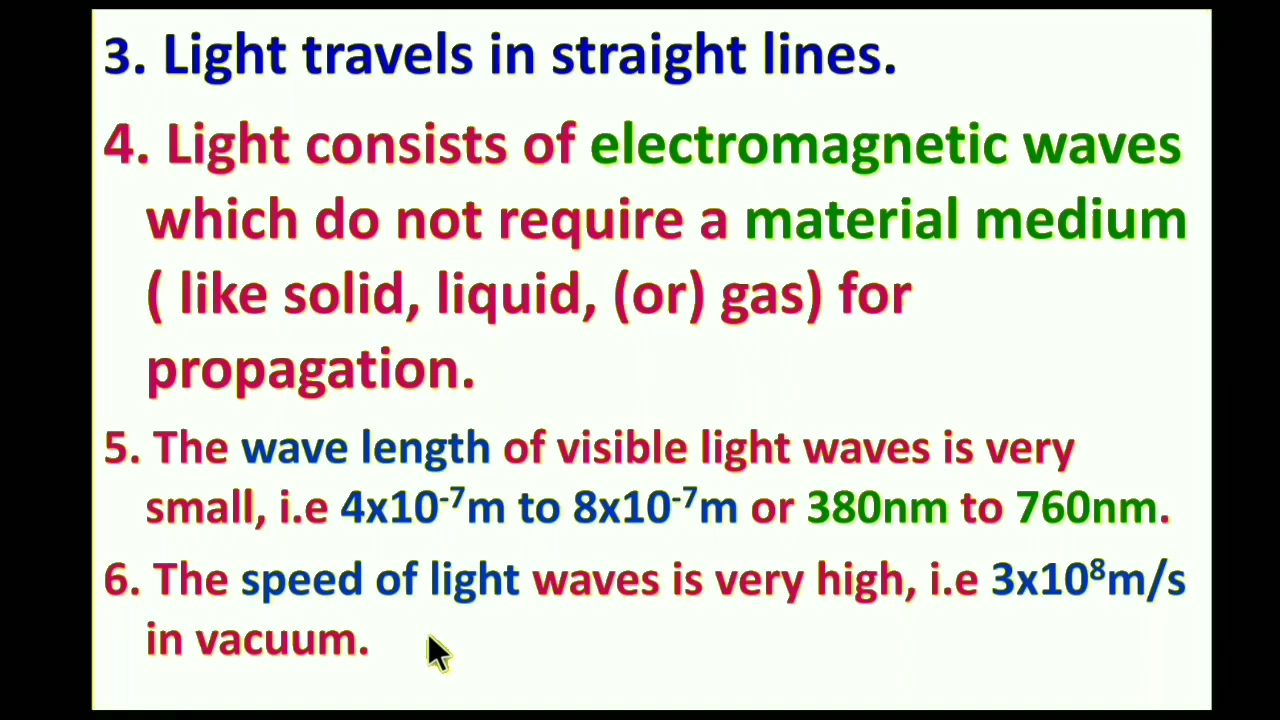 3. Light travels in straight lines.
4. Light consists of electromagnetic waves
which do not require a material medium
( like solid, liquid, (or) gas) for
propagation.
5. The wave length of visible light waves is very
small, i.e 4x10⁻⁷m to 8x10⁻⁷m or 380nm to 760nm.
6. The speed of light waves is very high, i.e 3x10⁸m/s
in vacuum.